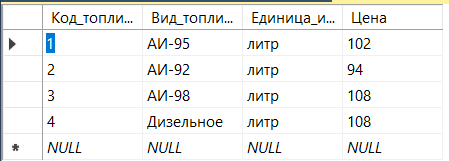 Код_топли... Вид_топли... Единица_и... Цена
1 АИ-95 литр 102
2 АИ-92 литр 94
3 АИ-98 литр 108
4 Дизельное литр 108
NULL NULL NULL NULL